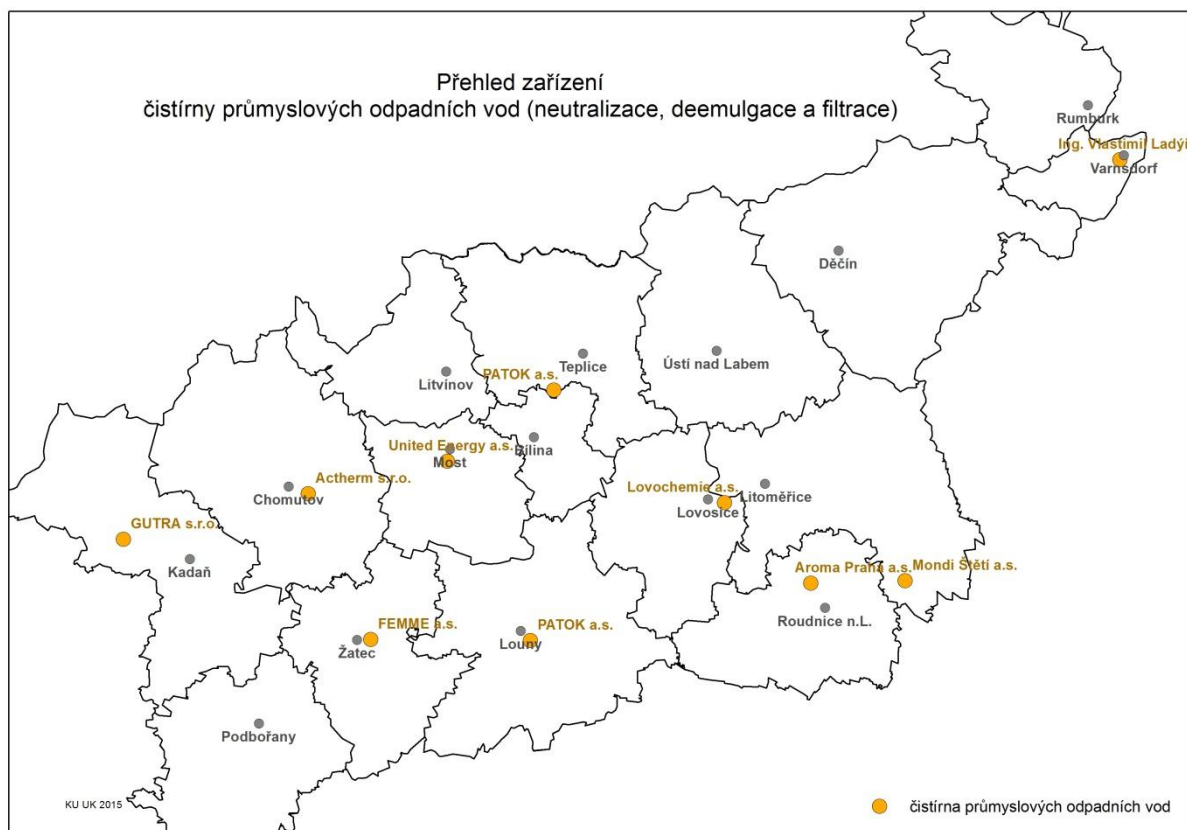 Přehled zařízení
čistírny průmyslových odpadních vod (neutralizace, deemulgace a filtrace)
Rumburk
Ing. Vlastimil Ladýř
Varnsdorf
Děčín
Ústí nad Labem
Teplice
PATOK a.s.
Litvínov
Bílina
United Energy a.s.
Most
Actherm s.r.o.
Chomutov
Lovochemie a.s.
Lovosice
Litoměřice
GUTRA s.r.o.
Kadaň
Aroma Praha a.s.
Mondi Štětí a.s.
Roudnice n.L.
FEMME a.s.
Žatec
PATOK a.s.
Louny
Podbořany
KU UK 2015
čistírna průmyslových odpadních vod